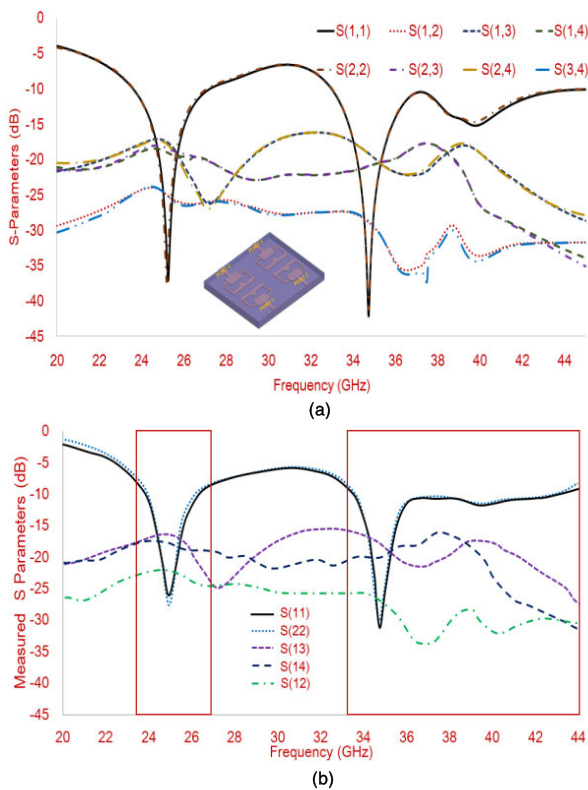 S(1,1) S(1,2) S(1,3) S(1,4)
S(2,2) S(2,3) S(2,4) S(3,4)
0
-5
-10
-15
-20
-25
-30
-35
-40
-45
S-Parameters (dB)
20 22 24 26 28 30 32 34 36 38 40 42 44
Frequency (GHz)
(a)
0
-5
-10
-15
-20
-25
-30
-35
-40
-45
Measured S Parameters (dB)
S(11)
S(22)
S(13)
S(14)
S(12)
20 22 24 26 28 30 32 34 36 38 40 42 44
Frequency (GHz)
(b)